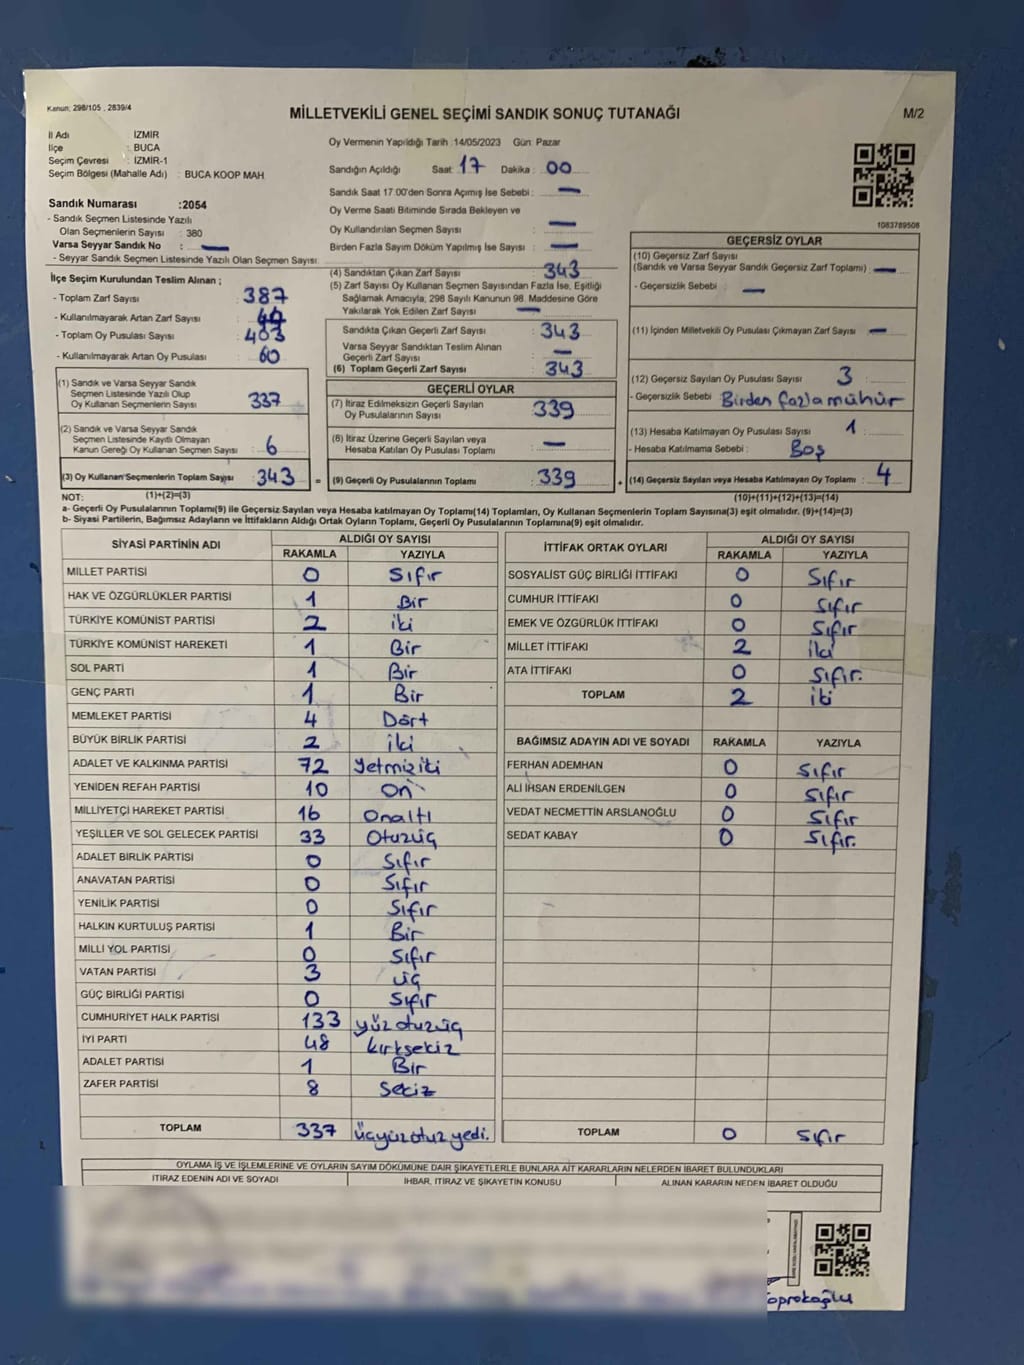 Kanun: 298/105 , 2839/4
MİLLETVEKİLİ GENEL SEÇİMİ SANDIK SONUÇ TUTANAĞI
M/2
İl Adı : İZMİR
İlçe : BUCA
Seçim Çevresi : İZMİR-1
Seçim Bölgesi (Mahalle Adı) : BUCA KOOP MAH
Sandık Numarası :2054
- Sandık Seçmen Listesinde Yazılı
Olan Seçmenlerin Sayısı : 380
Varsa Seyyar Sandık No : —
- Seyyar Sandık Seçmen Listesinde Yazılı Olan Seçmen Sayısı:
Oy Vermenin Yapıldığı Tarih :14/05/2023 Gün: Pazar
Sandığın Açıldığı Saat: 17 Dakika : 00
Sandık Saat 17:00'den Sonra Açımış İse Sebebi : —
Oy Verme Saati Bitiminde Sırada Bekleyen ve
Oy Kullandırılan Seçmen Sayısı : —
Birden Fazla Sayım Döküm Yapılmış İse Sayısı : —
1083789508
İlçe Seçim Kurulundan Teslim Alınan ;
- Toplam Zarf Sayısı : 387
- Kullanılmayarak Artan Zarf Sayısı : 44
- Toplam Oy Pusulası Sayısı : 403
- Kullanılmayarak Artan Oy Pusulası : 60
(1) Sandık ve Varsa Seyyar Sandık
Seçmen Listesinde Yazılı Olup
Oy Kullanan Seçmenlerin Sayısı : 337
(2) Sandık ve Varsa Seyyar Sandık
Seçmen Listesinde Kayıtlı Olmayan
Kanun Gereği Oy Kullanan Seçmen Sayısı : 6
(3) Oy Kullanan Seçmenlerin Toplam Sayısı : 343 =
(1)+(2)=(3)
(4) Sandıktan Çıkan Zarf Sayısı : 343
(5) Zarf Sayısı Oy Kullanan Seçmen Sayısından Fazla İse, Eşitliği
Sağlamak Amacıyla, 298 Sayılı Kanunun 98. Maddesine Göre
Yakılarak Yok Edilen Zarf Sayısı : —
Sandıkta Çıkan Geçerli Zarf Sayısı : 343
Varsa Seyyar Sandıktan Teslim Alınan
Geçerli Zarf Sayısı : —
(6) Toplam Geçerli Zarf Sayısı : 343
GEÇERLİ OYLAR
(7) İtiraz Edilmeksizin Geçerli Sayılan
Oy Pusulalarının Sayısı : 339
(8) İtiraz Üzerine Geçerli Sayılan veya
Hesaba Katılan Oy Pusulası Toplamı : —
(9) Geçerli Oy Pusulalarının Toplamı : 339 +
GEÇERSİZ OYLAR
(10) Geçersiz Zarf Sayısı
(Sandık ve Varsa Seyyar Sandık Geçersiz Zarf Toplamı) : —
- Geçersizlik Sebebi : —
(11) İçinden Milletvekili Oy Pusulası Çıkmayan Zarf Sayısı : —
(12) Geçersiz Sayılan Oy Pusulası Sayısı : 3
- Geçersizlik Sebebi : Birden fazla mühür
(13) Hesaba Katılmayan Oy Pusulası Sayısı : 1
- Hesaba Katılmama Sebebi : Boş
(14) Geçersiz Sayılan veya Hesaba Katılmayan Oy Toplamı : 4
(10)+(11)+(12)+(13)=(14)
NOT:
a- Geçerli Oy Pusulalarının Toplamı(9) ile Geçersiz Sayılan veya Hesaba katılmayan Oy Toplamı(14) Toplamları, Oy Kullanan Seçmenlerin Toplam Sayısına(3) eşit olmalıdır. (9)+(14)=(3)
b- Siyasi Partilerin, Bağımsız Adayların ve İttifakların Aldığı Ortak Oyların Toplamı, Geçerli Oy Pusulalarının Toplamına(9) eşit olmalıdır.
SİYASİ PARTİNİN ADI ALDIĞI OY SAYISI
RAKAMLA YAZIYLA
MİLLET PARTİSİ 0 Sıfır
HAK VE ÖZGÜRLÜKLER PARTİSİ 1 Bir
TÜRKİYE KOMÜNİST PARTİSİ 2 iki
TÜRKİYE KOMÜNİST HAREKETİ 1 Bir
SOL PARTİ 1 Bir
GENÇ PARTİ 1 Bir
MEMLEKET PARTİSİ 4 Dört
BÜYÜK BİRLİK PARTİSİ 2 iki
ADALET VE KALKINMA PARTİSİ 72 Yetmişiki
YENİDEN REFAH PARTİSİ 10 on
MİLLİYETÇİ HAREKET PARTİSİ 16 Onaltı
YEŞİLLER VE SOL GELECEK PARTİSİ 33 Otuzüç
ADALET BİRLİK PARTİSİ 0 Sıfır
ANAVATAN PARTİSİ 0 Sıfır
YENİLİK PARTİSİ 0 Sıfır
HALKIN KURTULUŞ PARTİSİ 1 Bir
MİLLİ YOL PARTİSİ 0 Sıfır
VATAN PARTİSİ 3 üç
GÜÇ BİRLİĞİ PARTİSİ 0 Sıfır
CUMHURİYET HALK PARTİSİ 133 yüz otuzüç
İYİ PARTİ 48 kırksekiz
ADALET PARTİSİ 1 Bir
ZAFER PARTİSİ 8 Sekiz
TOPLAM 337 üçyüzotuz yedi.
İTTİFAK ORTAK OYLARI ALDIĞI OY SAYISI
RAKAMLA YAZIYLA
SOSYALİST GÜÇ BİRLİĞİ İTTİFAKI 0 Sıfır
CUMHUR İTTİFAKI 0 Sıfır
EMEK VE ÖZGÜRLÜK İTTİFAKI 0 Sıfır
MİLLET İTTİFAKI 2 iki
ATA İTTİFAKI 0 Sıfır.
TOPLAM 2 iki
BAĞIMSIZ ADAYIN ADI VE SOYADI RAKAMLA YAZIYLA
FERHAN ADEMHAN 0 Sıfır
ALİ İHSAN ERDENİLGEN 0 Sıfır
VEDAT NECMETTİN ARSLANOĞLU 0 Sıfır
SEDAT KABAY 0 Sıfır.
TOPLAM 0 Sıfır
OYLAMA İŞ VE İŞLEMLERİNE VE OYLARIN SAYIM DÖKÜMÜNE DAİR ŞİKAYETLERLE BUNLARA AİT KARARLARIN NELERDEN İBARET BULUNDUKLARI
İTİRAZ EDENİN ADI VE SOYADI İHBAR, İTİRAZ VE ŞİKAYETİN KONUSU ALINAN KARARIN NEDEN İBARET OLDUĞU